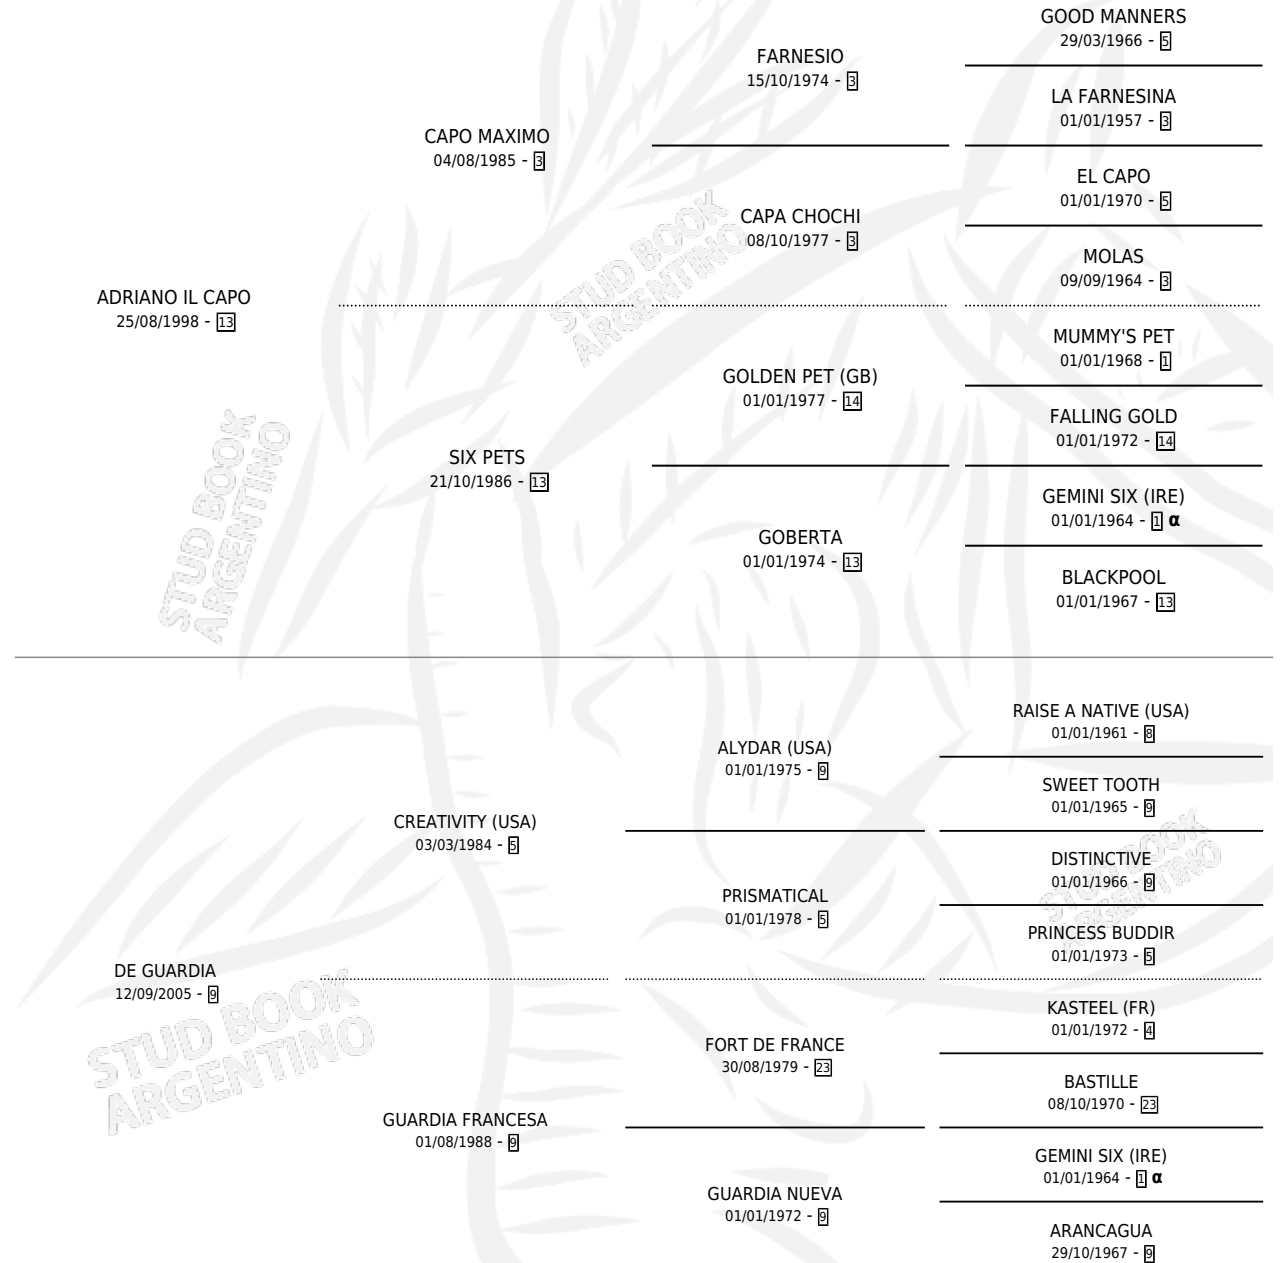 GOOD MANNERS
29/03/1966 - 5
FARNESIO
15/10/1974 - 3
LA FARNESINA
01/01/1957 - 3
CAPO MAXIMO
04/08/1985 - 3
EL CAPO
01/01/1970 - 5
CAPA CHOCHI
08/10/1977 - 3
MOLAS
09/09/1964 - 3
ADRIANO IL CAPO
25/08/1998 - 13
MUMMY'S PET
01/01/1968 - 1
GOLDEN PET (GB)
01/01/1977 - 14
FALLING GOLD
01/01/1972 - 14
SIX PETS
21/10/1986 - 13
GEMINI SIX (IRE)
01/01/1964 - 1 α
GOBERTA
01/01/1974 - 13
BLACKPOOL
01/01/1967 - 13
RAISE A NATIVE (USA)
01/01/1961 - 8
ALYDAR (USA)
01/01/1975 - 9
SWEET TOOTH
01/01/1965 - 9
CREATIVITY (USA)
03/03/1984 - 5
DISTINCTIVE
01/01/1966 - 9
PRISMATICAL
01/01/1978 - 5
PRINCESS BUDDIR
01/01/1973 - 5
DE GUARDIA
12/09/2005 - 9
KASTEEL (FR)
01/01/1972 - 4
FORT DE FRANCE
30/08/1979 - 23
BASTILLE
08/10/1970 - 23
GUARDIA FRANCESA
01/08/1988 - 9
GEMINI SIX (IRE)
01/01/1964 - 1 α
GUARDIA NUEVA
01/01/1972 - 9
ARANCAGUA
29/10/1967 - 9
STUD BOOK
ARGENTINO
STUD BOOK
ARGENTINO
STUD BOOK
ARGENTINO
STUD BOOK
ARGENTINO